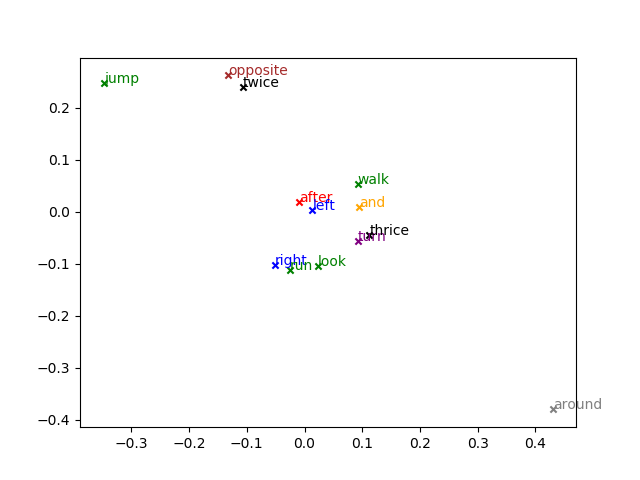 jump
opposite
twice
walk
after
and
left
thrice
turn
right
run
look
around
0.2
0.1
0.0
−0.1
−0.2
−0.3
−0.4
−0.3
−0.2
−0.1
0.0
0.1
0.2
0.3
0.4